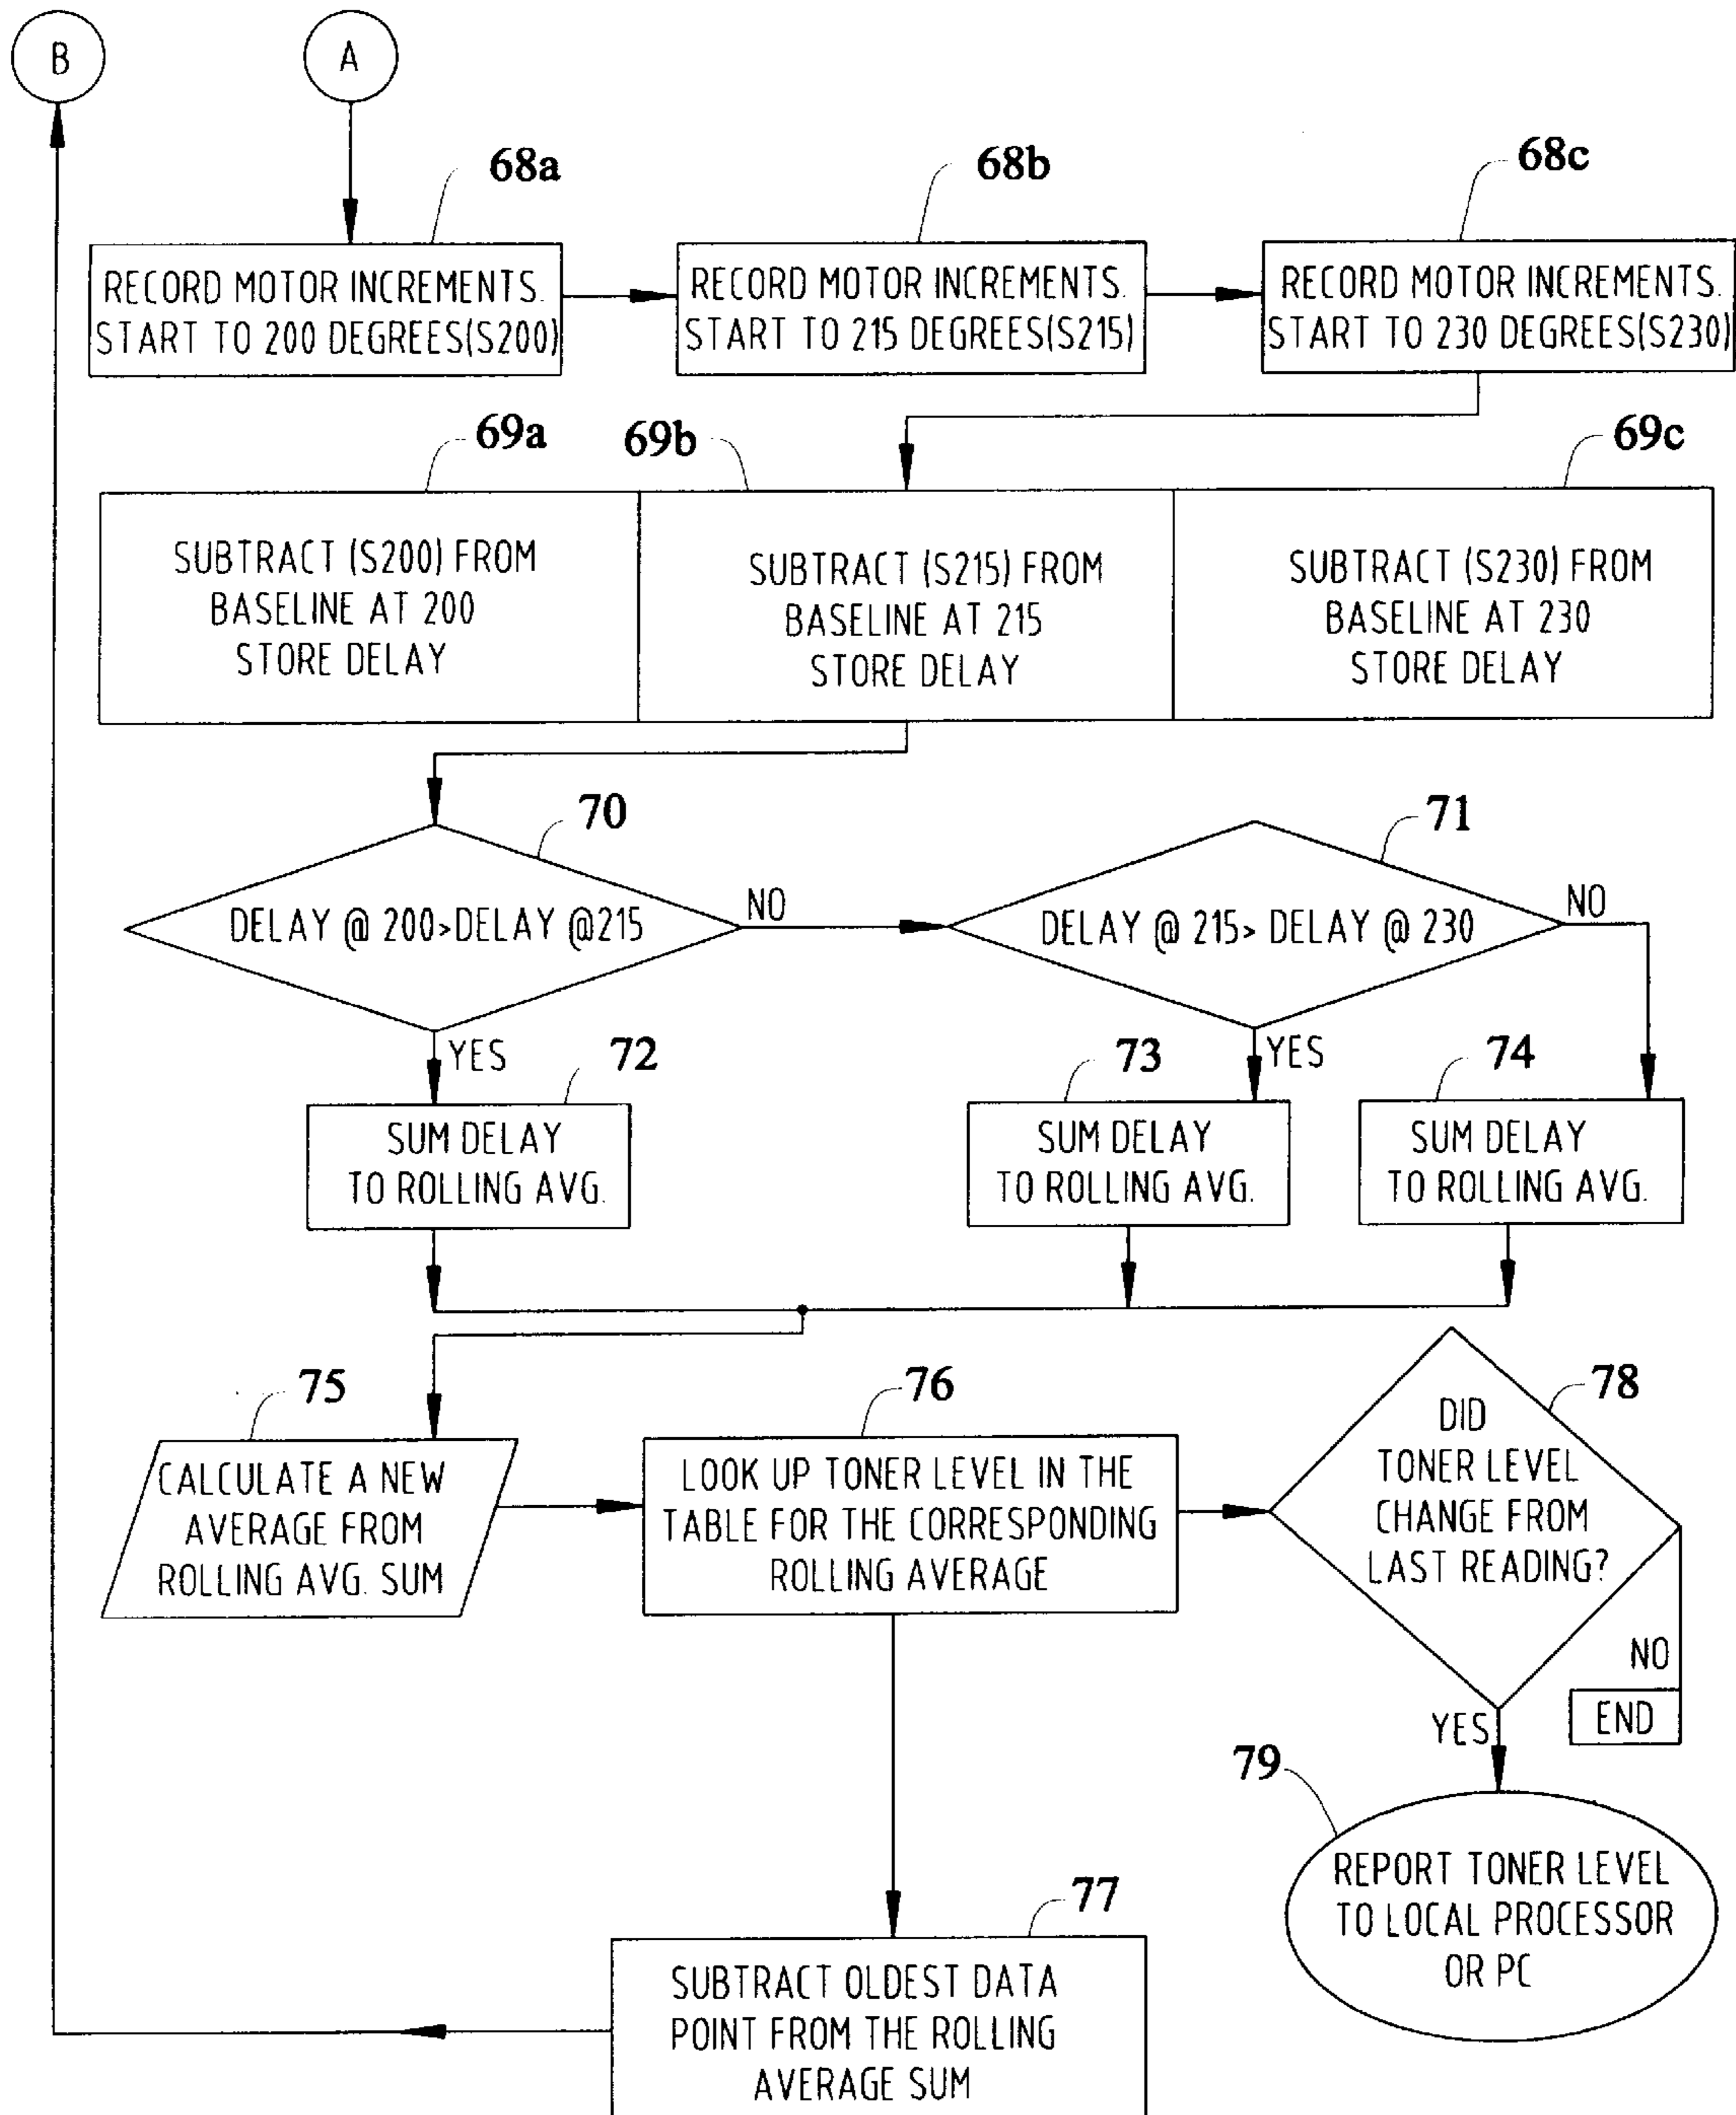 B
A
68a
68b
68c
RECORD MOTOR INCREMENTS.
START TO 200 DEGREES(S200)
RECORD MOTOR INCREMENTS.
START TO 215 DEGREES(S215)
RECORD MOTOR INCREMENTS.
START TO 230 DEGREES(S230)
69a
69b
69c
SUBTRACT (S200) FROM
BASELINE AT 200
STORE DELAY
SUBTRACT (S215) FROM
BASELINE AT 215
STORE DELAY
SUBTRACT (S230) FROM
BASELINE AT 230
STORE DELAY
70
71
DELAY @ 200>DELAY @215
NO
DELAY @ 215> DELAY @ 230
NO
YES
72
73
YES
74
SUM DELAY
TO ROLLING AVG.
SUM DELAY
TO ROLLING AVG.
SUM DELAY
TO ROLLING AVG.
75
76
78
CALCULATE A NEW
AVERAGE FROM
ROLLING AVG. SUM
LOOK UP TONER LEVEL IN THE
TABLE FOR THE CORRESPONDING
ROLLING AVERAGE
DID
TONER LEVEL
CHANGE FROM
LAST READING?
NO
END
YES
79
REPORT TONER LEVEL
TO LOCAL PROCESSOR
OR PC
77
SUBTRACT OLDEST DATA
POINT FROM THE ROLLING
AVERAGE SUM